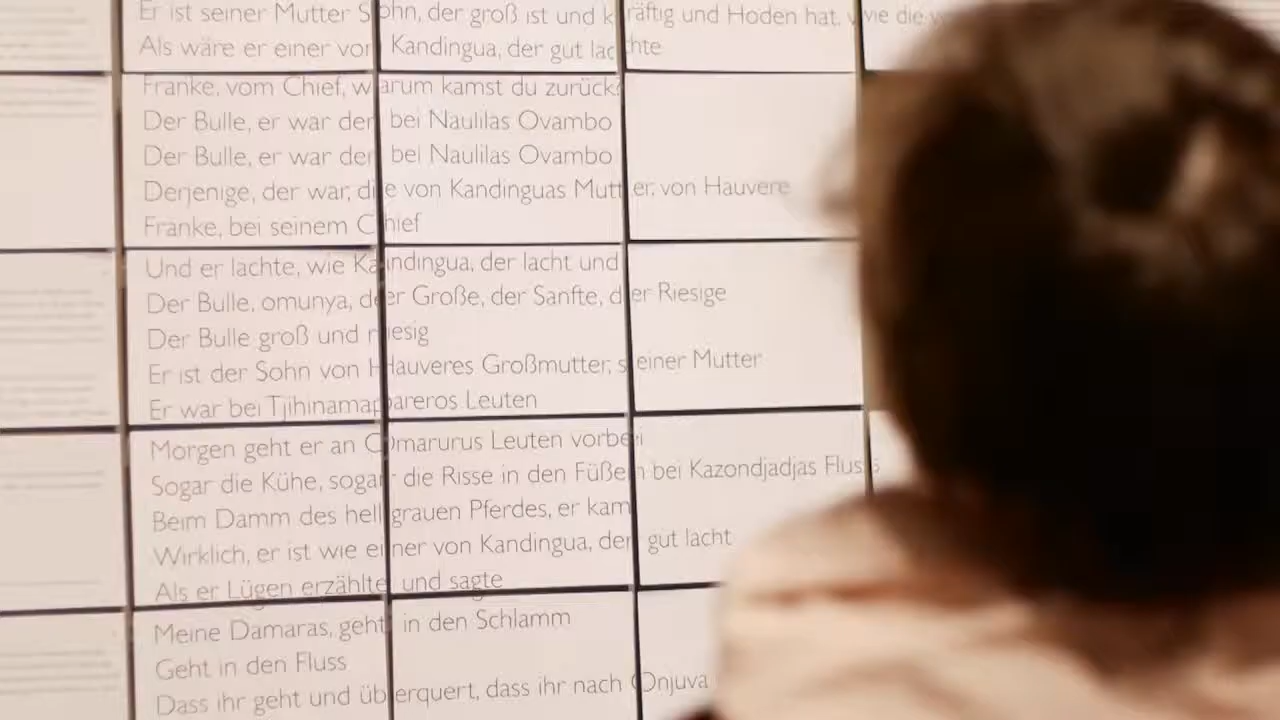 Er ist seiner Mutter Sohn, der groß ist und kräftig und Hoden hat, wie die
Als wäre er einer von Kandingua, der gut lachte
Franke, vom Chief, warum kamst du zurück?
Der Bulle, er war der bei Naulilas Ovambo
Der Bulle, er war der bei Naulilas Ovambo
Derjenige, der war, die von Kandinguas Mutter, von Hauvere
Franke, bei seinem Chief
Und er lachte, wie Kandingua, der lacht und
Der Bulle, omunya, der Große, der Sanfte, der Riesige
Der Bulle groß und riesig
Er ist der Sohn von Hauveres Großmutter, seiner Mutter
Er war bei Tjihinamapareros Leuten
Morgen geht er an Omarurus Leuten vorbei
Sogar die Kühe, sogar die Risse in den Füßen bei Kazondjadjas Fluss
Beim Damm des hellgrauen Pferdes, er kam
Wirklich, er ist wie einer von Kandingua, der gut lacht
Als er Lügen erzählte und sagte
Meine Damaras, geht in den Schlamm
Geht in den Fluss
Dass ihr geht und überquert, dass ihr nach Onjuva